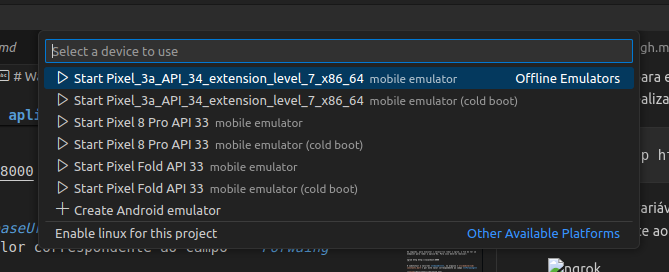 md
gh.m
Select a device to use
# Wa
Start Pixel_3a_API_34_extension_level_7_x86_64 mobile emulator Offline Emulators
ara e
Start Pixel_3a_API_34_extension_level_7_x86_64 mobile emulator (cold boot)
aliza
apli
Start Pixel 8 Pro API 33 mobile emulator
Start Pixel 8 Pro API 33 mobile emulator (cold boot)
p h
8000
Start Pixel Fold API 33 mobile emulator
Start Pixel Fold API 33 mobile emulator (cold boot)
Create Android emulator
ariáv
baseU
Enable linux for this project Other Available Platforms
te ao
lor correspondente ao campo Forwaing
ngrok